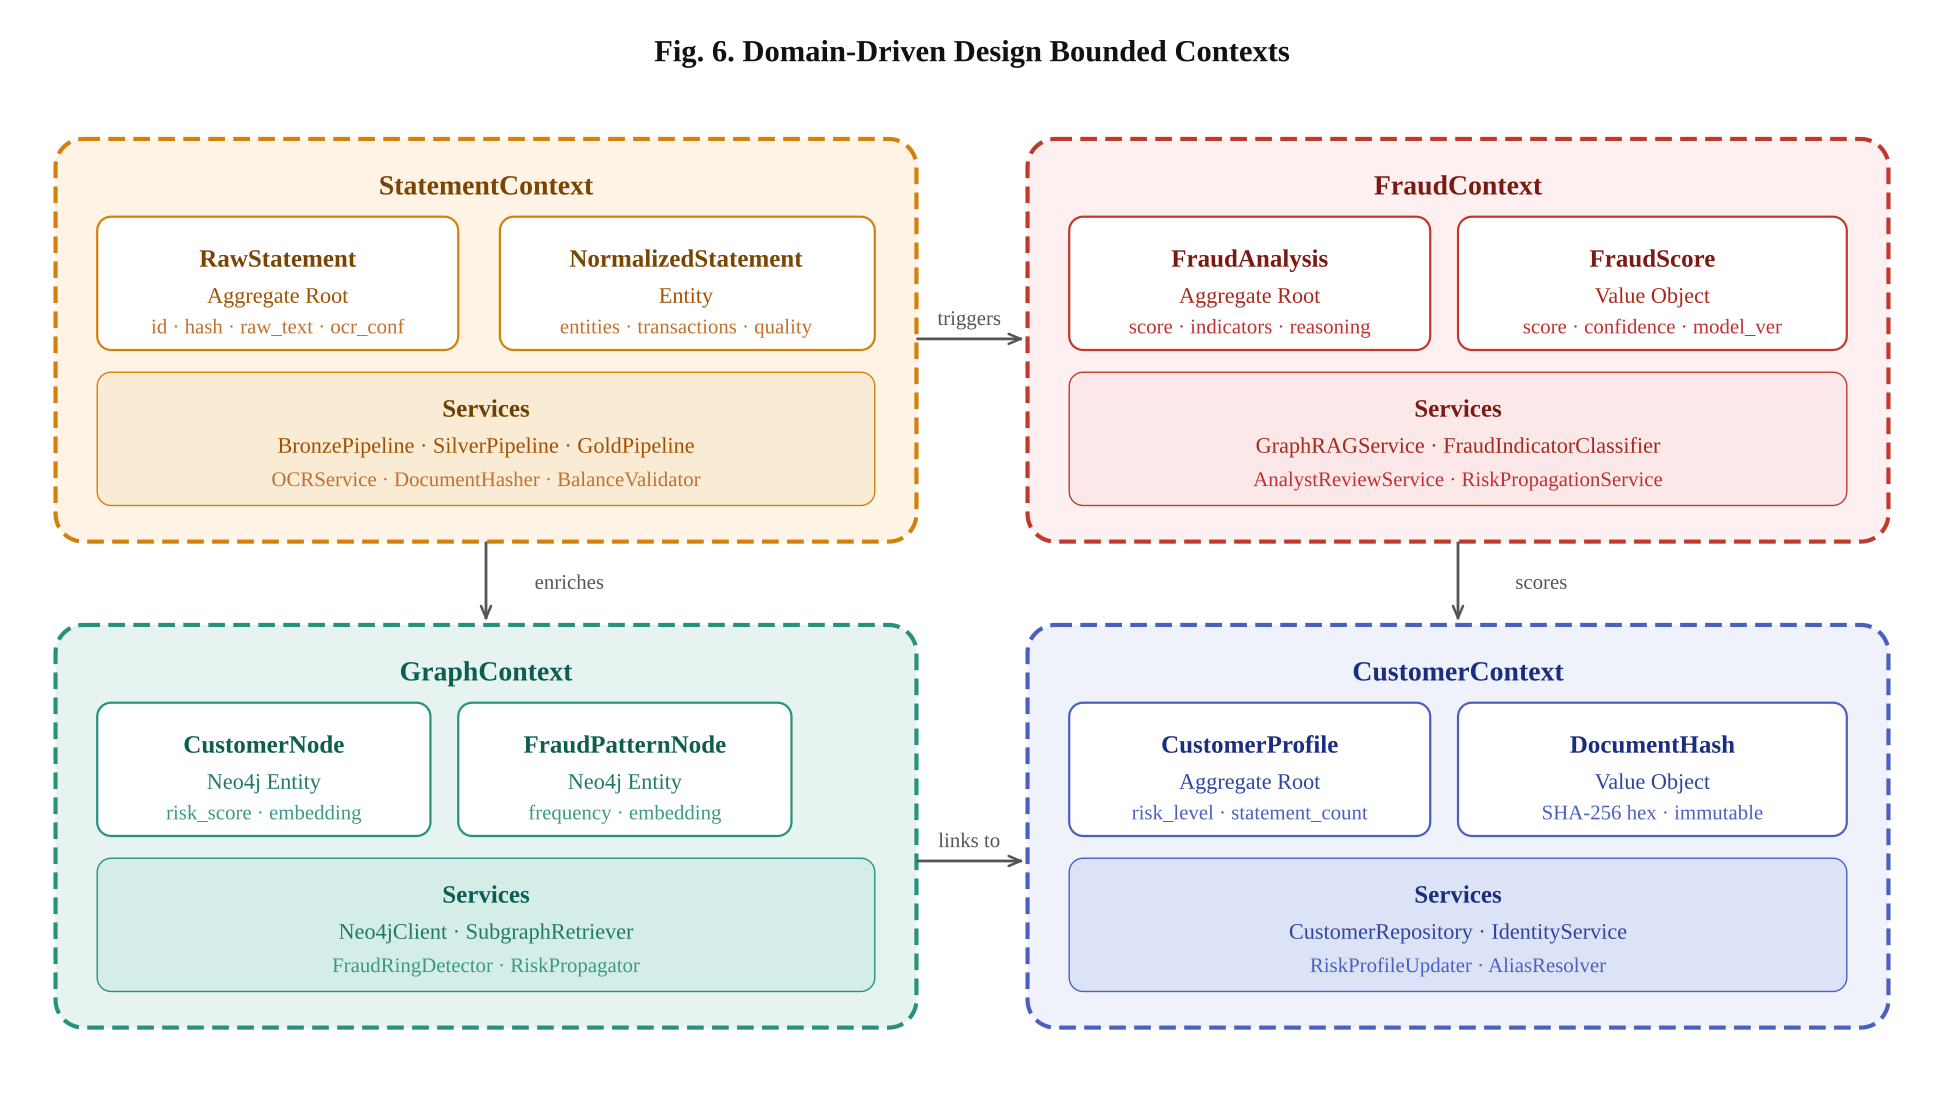 Fig. 6. Domain-Driven Design Bounded Contexts
StatementContext
RawStatement
Aggregate Root
id · hash · raw_text · ocr_conf
NormalizedStatement
Entity
entities · transactions · quality
Services
BronzePipeline · SilverPipeline · GoldPipeline
OCRService · DocumentHasher · BalanceValidator
triggers
FraudContext
FraudAnalysis
Aggregate Root
score · indicators · reasoning
FraudScore
Value Object
score · confidence · model_ver
Services
GraphRAGService · FraudIndicatorClassifier
AnalystReviewService · RiskPropagationService
enriches
scores
GraphContext
CustomerNode
Neo4j Entity
risk_score · embedding
FraudPatternNode
Neo4j Entity
frequency · embedding
Services
Neo4jClient · SubgraphRetriever
FraudRingDetector · RiskPropagator
links to
CustomerContext
CustomerProfile
Aggregate Root
risk_level · statement_count
DocumentHash
Value Object
SHA-256 hex · immutable
Services
CustomerRepository · IdentityService
RiskProfileUpdater · AliasResolver